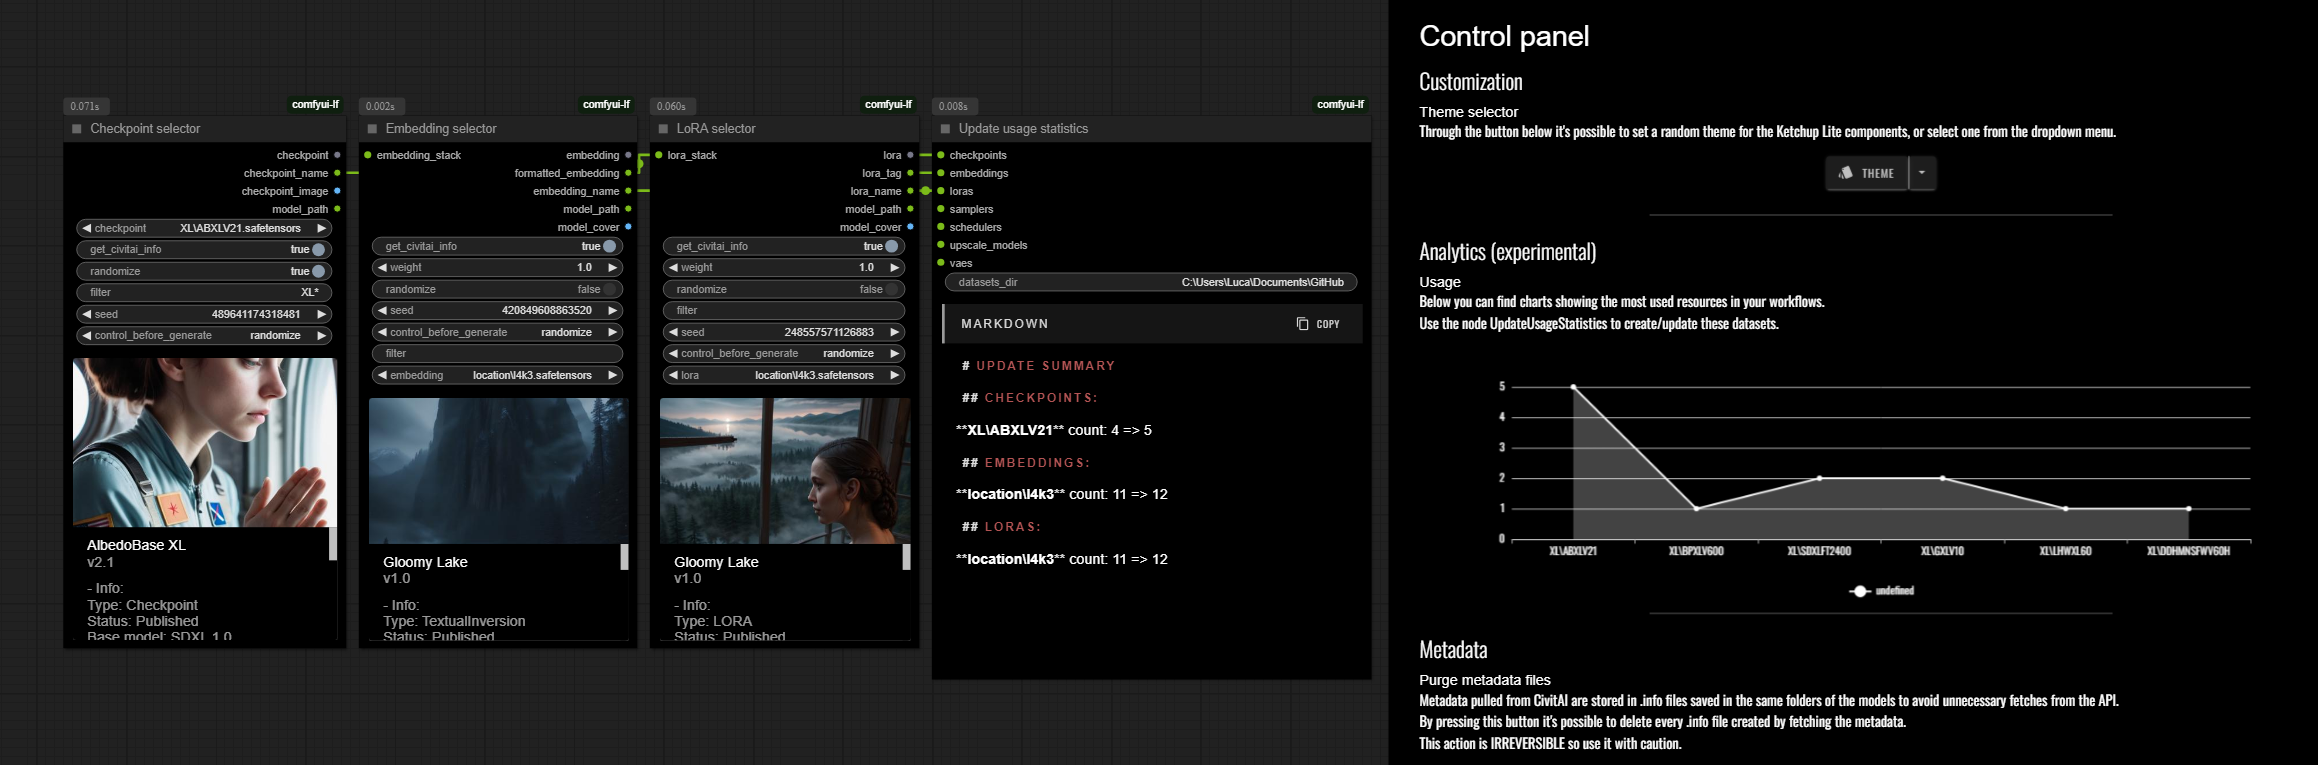 0.071s
comfyui-lf
Checkpoint selector
checkpoint
checkpoint_name
checkpoint_image
model_path
checkpoint XL\ABXLV21.safetensors
get_civitai_info true
randomize true
filter XL*
seed 489641174318481
control_before_generate randomize
AlbedoBase XL
v2.1
- Info:
Type: Checkpoint
Status: Published
Base model: SDXL 1.0
0.002s
comfyui-lf
Embedding selector
embedding_stack embedding
formatted_embedding
embedding_name
model_path
model_cover
get_civitai_info true
weight 1.0
randomize false
seed 420849608863520
control_before_generate randomize
filter
embedding location\l4k3.safetensors
Gloomy Lake
v1.0
- Info:
Type: TextualInversion
Status: Published
0.060s
comfyui-lf
LoRA selector
lora_stack lora
lora_tag
lora_name
model_path
model_cover
get_civitai_info true
weight 1.0
randomize false
filter
seed 248557571126883
control_before_generate randomize
lora location\l4k3.safetensors
Gloomy Lake
v1.0
- Info:
Type: LORA
Status: Published
0.008s
comfyui-lf
Update usage statistics
checkpoints
embeddings
loras
samplers
schedulers
upscale_models
vaes
datasets_dir C:\Users\Luca\Documents\GitHub
MARKDOWN COPY
# UPDATE SUMMARY
## CHECKPOINTS:
**XL\ABXLV21** count: 4 => 5
## EMBEDDINGS:
**location\l4k3** count: 11 => 12
## LORAS:
**location\l4k3** count: 11 => 12
Control panel
Customization
Theme selector
Through the button below it's possible to set a random theme for the Ketchup Lite components, or select one from the dropdown menu.
THEME
Analytics (experimental)
Usage
Below you can find charts showing the most used resources in your workflows.
Use the node UpdateUsageStatistics to create/update these datasets.
5
4
3
2
1
0
XL\ABXLV21 XL\BPXLV600 XL\SDXLFT2400 XL\GXLV10 XL\LHWXL60 XL\DDHMNSFWV60H
undefined
Metadata
Purge metadata files
Metadata pulled from CivitAI are stored in .info files saved in the same folders of the models to avoid unnecessary fetches from the API.
By pressing this button it's possible to delete every .info file created by fetching the metadata.
This action is IRREVERSIBLE so use it with caution.